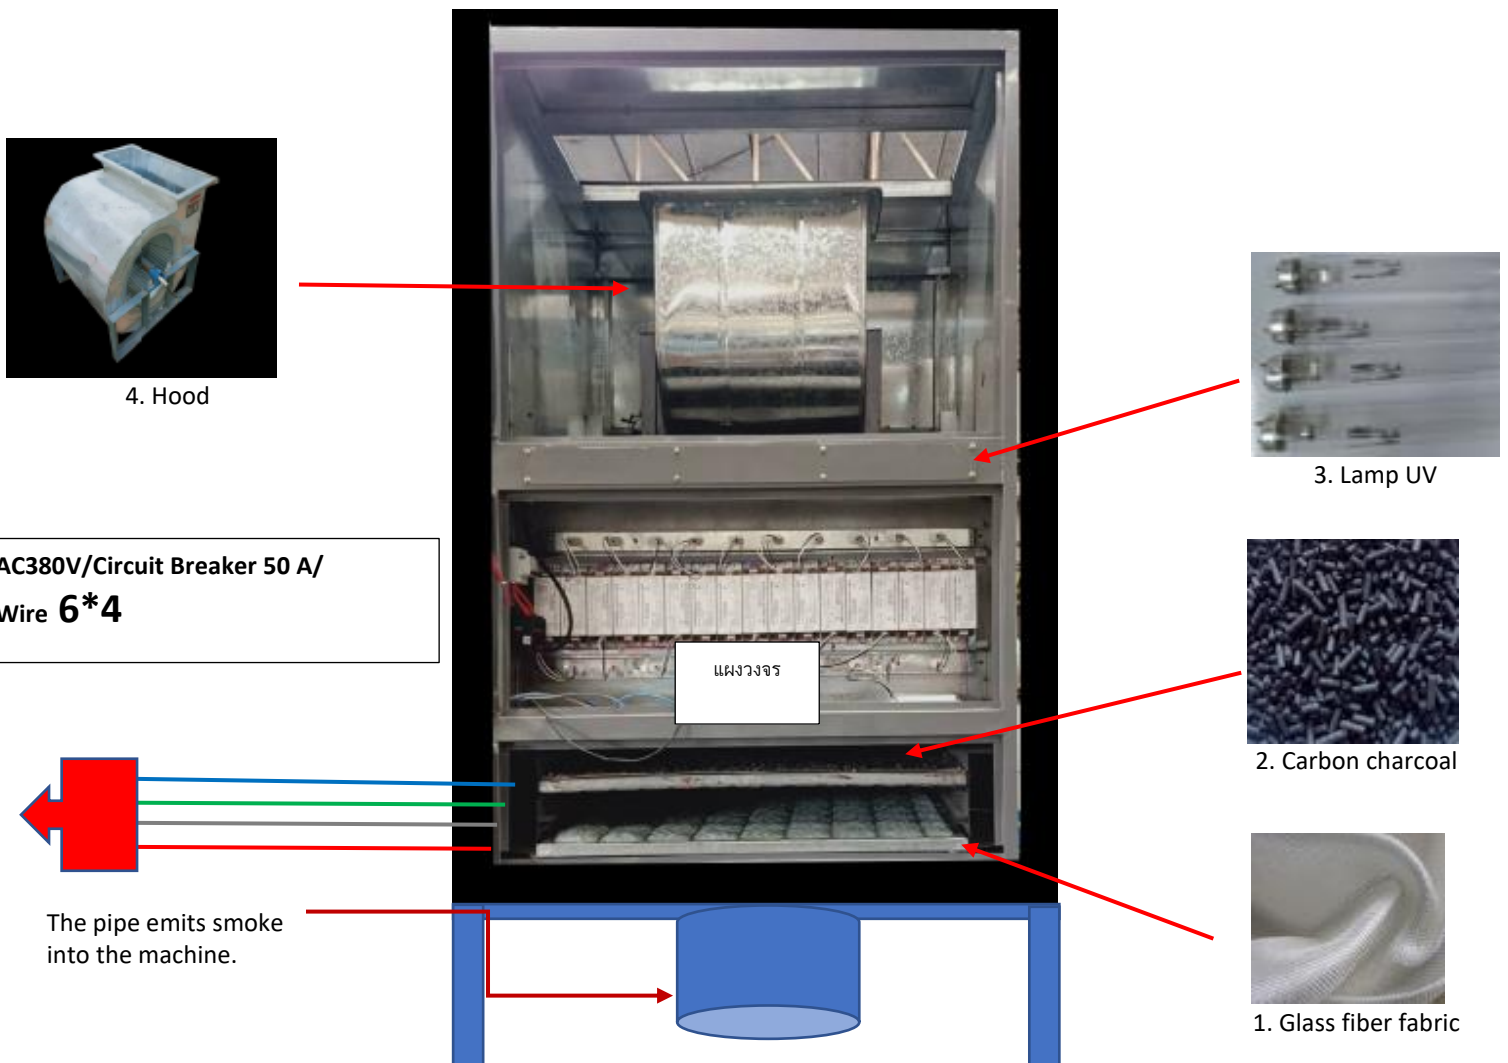 4. Hood
3. Lamp UV
AC380V/Circuit Breaker 50 A/
Wire 6*4
แผงวงจร
2. Carbon charcoal
The pipe emits smoke
into the machine.
1. Glass fiber fabric